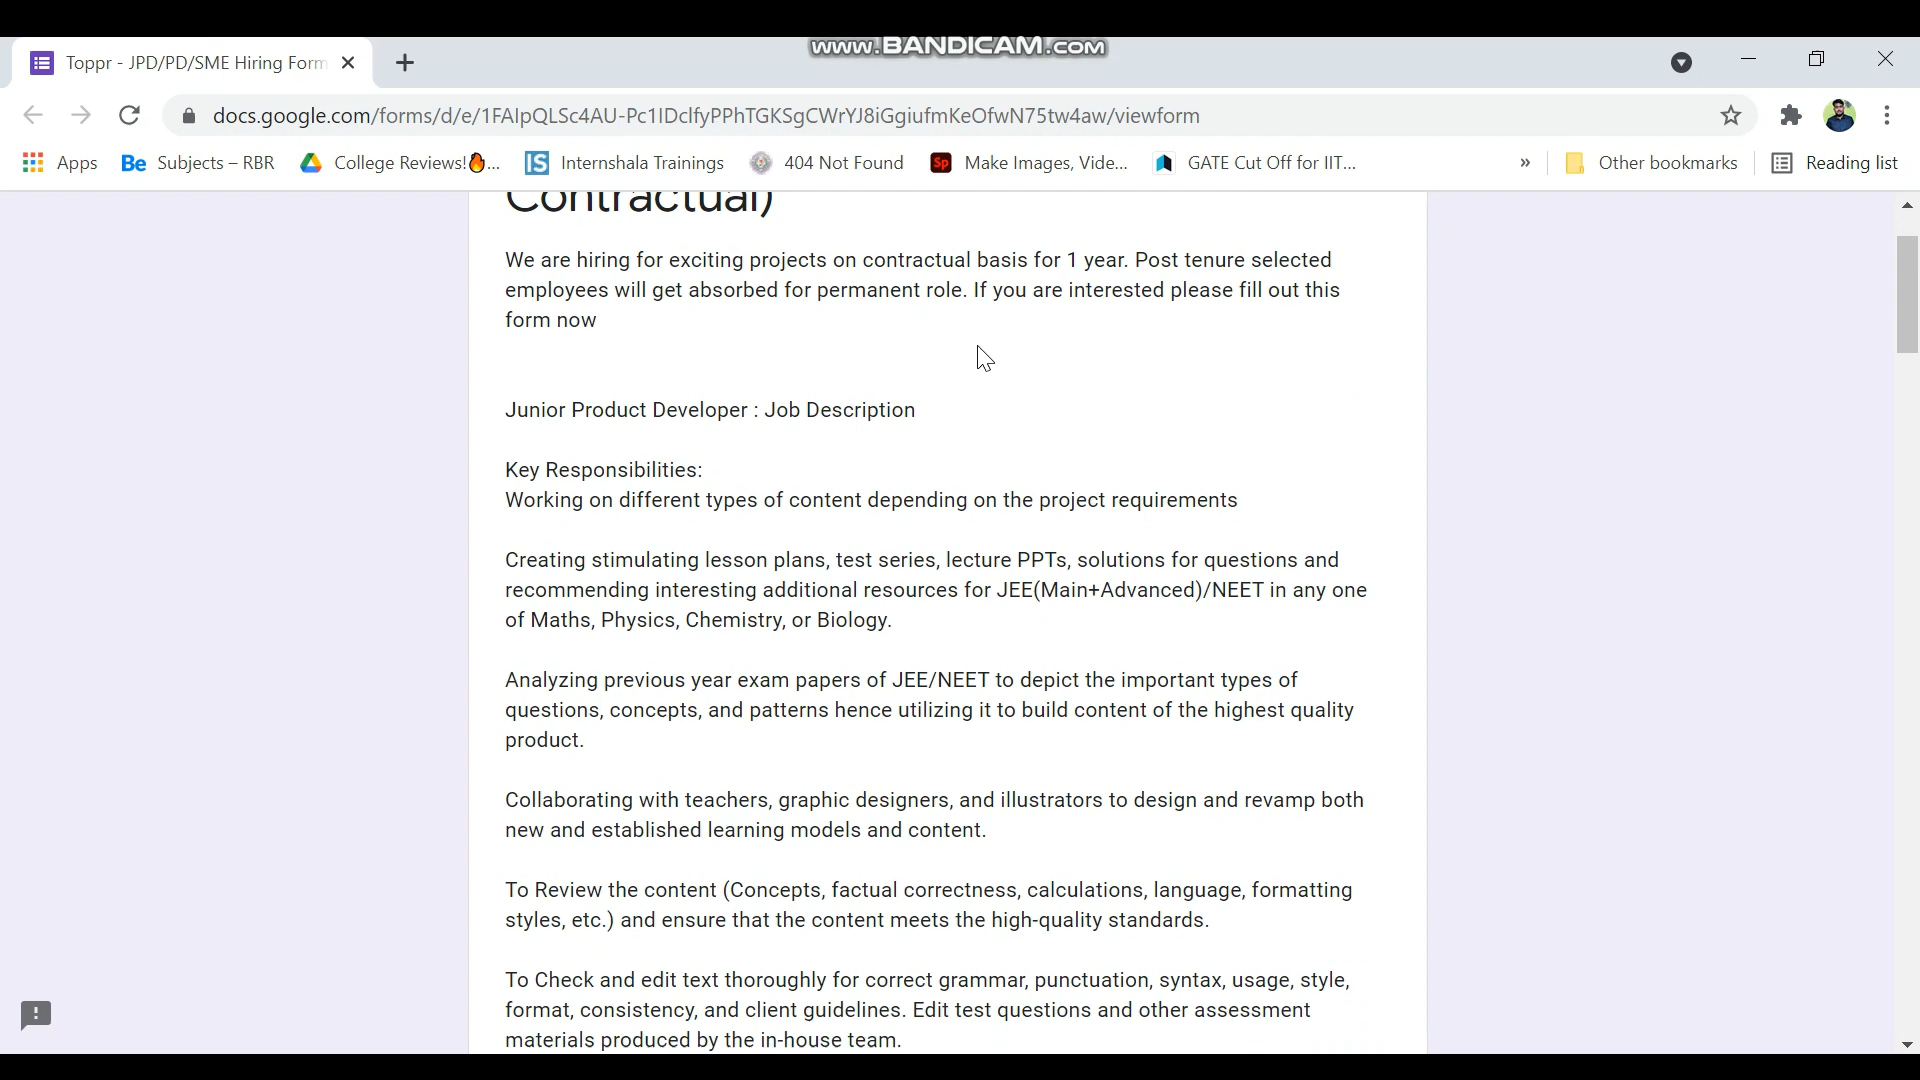 www.BANDICAM.com
Toppr - JPD/PD/SME Hiring Form
docs.google.com/forms/d/e/1FAIpQLSc4AU-Pc1IDclfyPPhTGKSgCWrYJ8iGgiufmKeOfwN75tw4aw/viewform
Apps Be Subjects – RBR College Reviews!🔥... IS Internshala Trainings 404 Not Found Sp Make Images, Vide... GATE Cut Off for IIT... » Other bookmarks Reading list
Contractual)
We are hiring for exciting projects on contractual basis for 1 year. Post tenure selected
employees will get absorbed for permanent role. If you are interested please fill out this
form now
Junior Product Developer : Job Description
Key Responsibilities:
Working on different types of content depending on the project requirements
Creating stimulating lesson plans, test series, lecture PPTs, solutions for questions and
recommending interesting additional resources for JEE(Main+Advanced)/NEET in any one
of Maths, Physics, Chemistry, or Biology.
Analyzing previous year exam papers of JEE/NEET to depict the important types of
questions, concepts, and patterns hence utilizing it to build content of the highest quality
product.
Collaborating with teachers, graphic designers, and illustrators to design and revamp both
new and established learning models and content.
To Review the content (Concepts, factual correctness, calculations, language, formatting
styles, etc.) and ensure that the content meets the high-quality standards.
To Check and edit text thoroughly for correct grammar, punctuation, syntax, usage, style,
format, consistency, and client guidelines. Edit test questions and other assessment
materials produced by the in-house team.